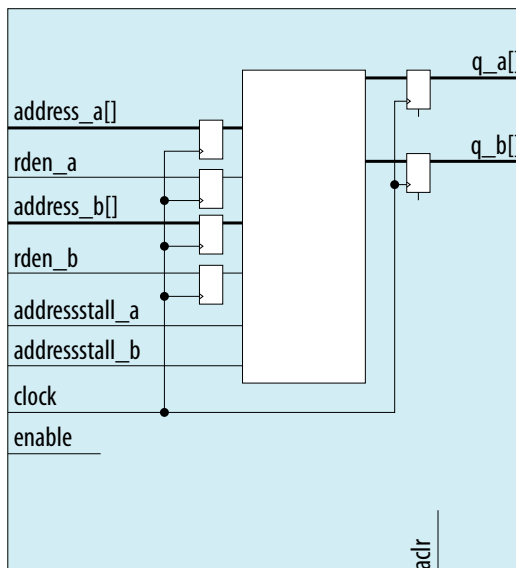 q_a[]
address_a[]
q_b[]
rden_a
address_b[]
rden_b
addressstall_a
addressstall_b
clock
enable
aclr